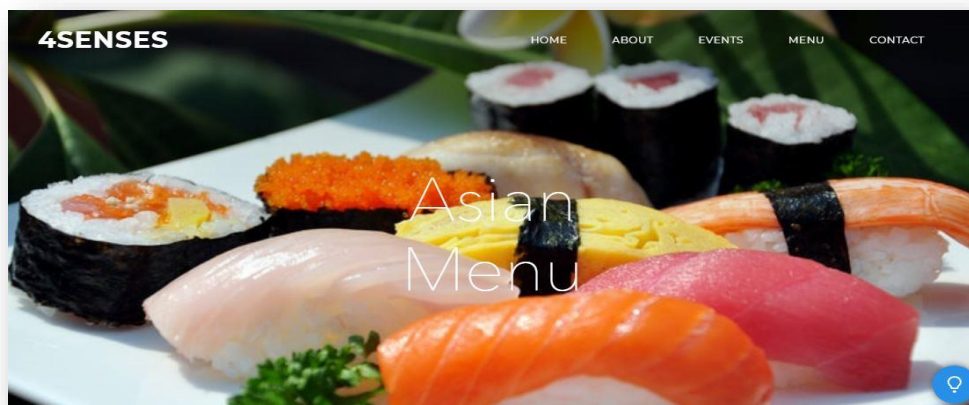 4SENSES
HOME ABOUT EVENTS MENU CONTACT
Asian
Menu